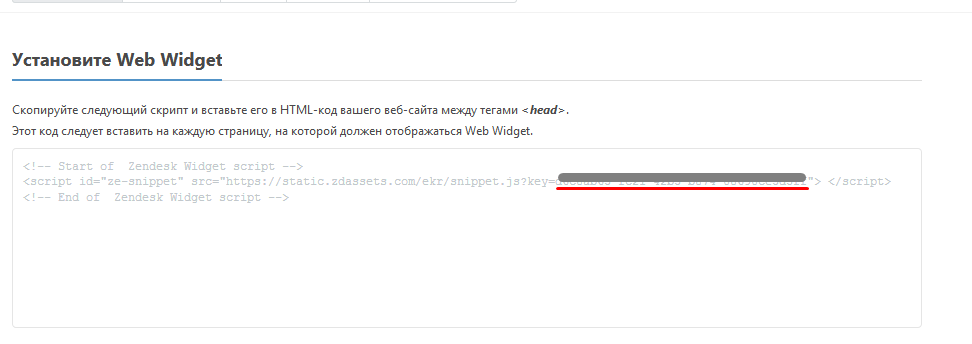 Установите Web Widget
Скопируйте следующий скрипт и вставьте его в HTML-код вашего веб-сайта между тегами <head>.
Этот код следует вставить на каждую страницу, на которой должен отображаться Web Widget.
<!-- Start of  Zendesk Widget script -->
<script id="ze-snippet" src="https://static.zdassets.com/ekr/snippet.js?key="> </script>
<!-- End of  Zendesk Widget script -->